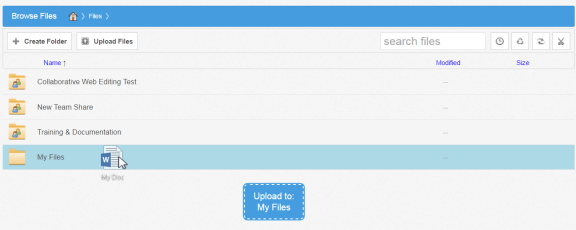 Browse Files Files
Create Folder Upload Files search files
Name ↑ Modified Size
Collaborative Web Editing Test --
New Team Share --
Training & Documentation --
My Files --
W
My Doc
Upload to:
My Files